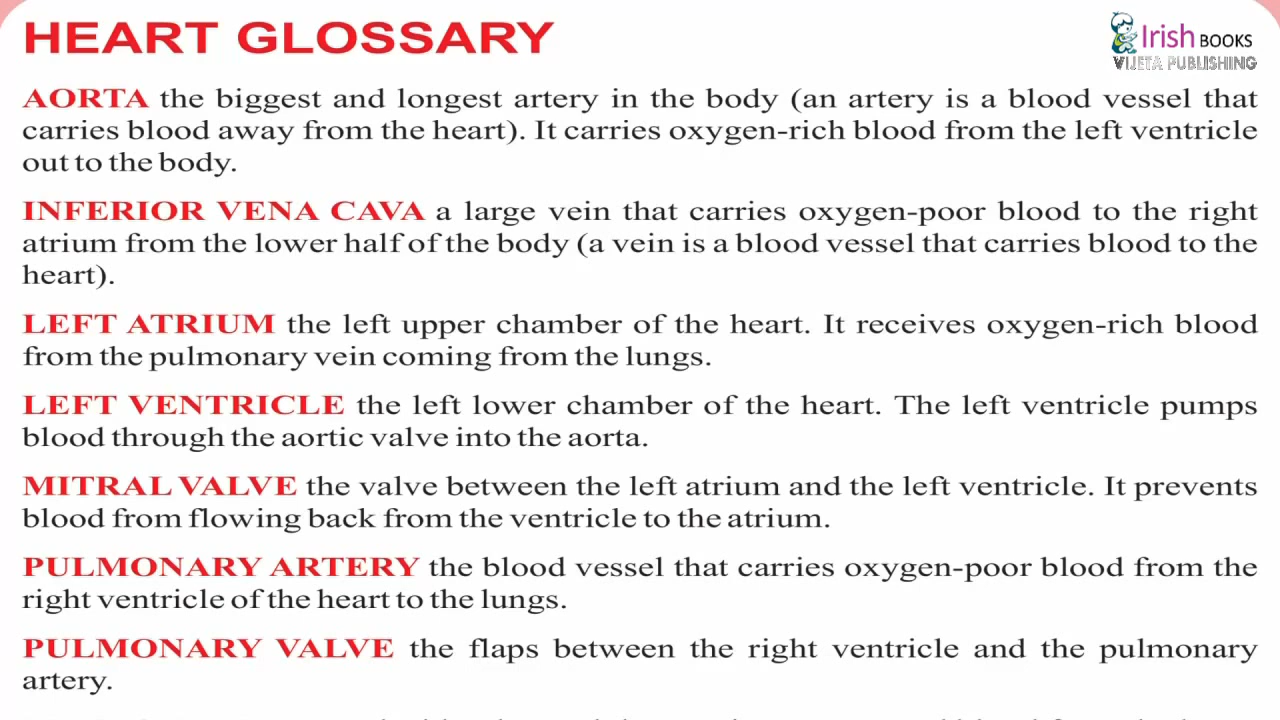 HEART GLOSSARY
Irish BOOKS
VIJETA PUBLISHING
AORTA the biggest and longest artery in the body (an artery is a blood vessel that
carries blood away from the heart). It carries oxygen-rich blood from the left ventricle
out to the body.
INFERIOR VENA CAVA a large vein that carries oxygen-poor blood to the right
atrium from the lower half of the body (a vein is a blood vessel that carries blood to the
heart).
LEFT ATRIUM the left upper chamber of the heart. It receives oxygen-rich blood
from the pulmonary vein coming from the lungs.
LEFT VENTRICLE the left lower chamber of the heart. The left ventricle pumps
blood through the aortic valve into the aorta.
MITRAL VALVE the valve between the left atrium and the left ventricle. It prevents
blood from flowing back from the ventricle to the atrium.
PULMONARY ARTERY the blood vessel that carries oxygen-poor blood from the
right ventricle of the heart to the lungs.
PULMONARY VALVE the flaps between the right ventricle and the pulmonary
artery.